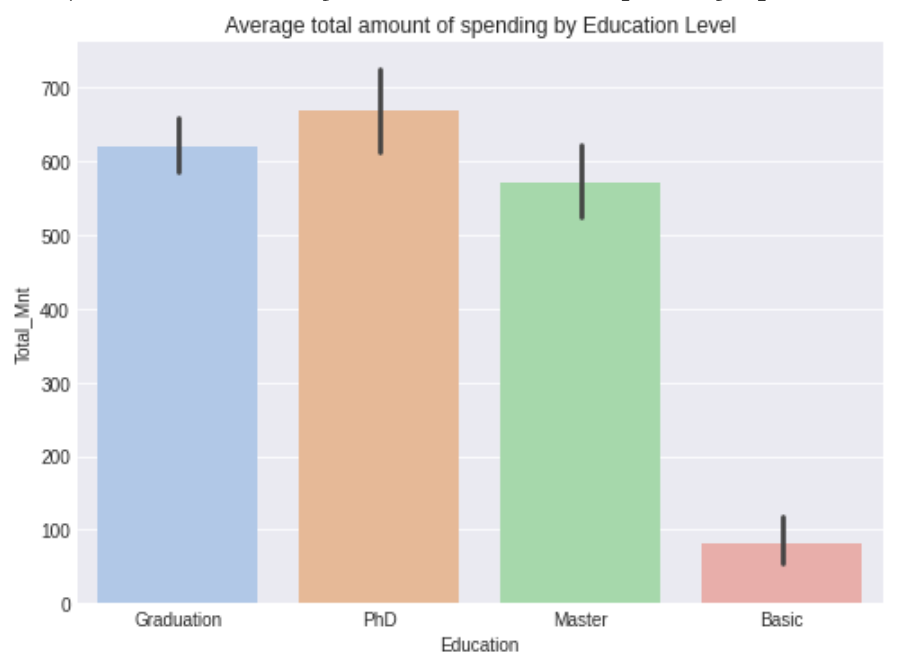 Average total amount of spending by Education Level
700
600
500
400
300
200
100
0
Total_Mnt
Graduation PhD Master Basic
Education